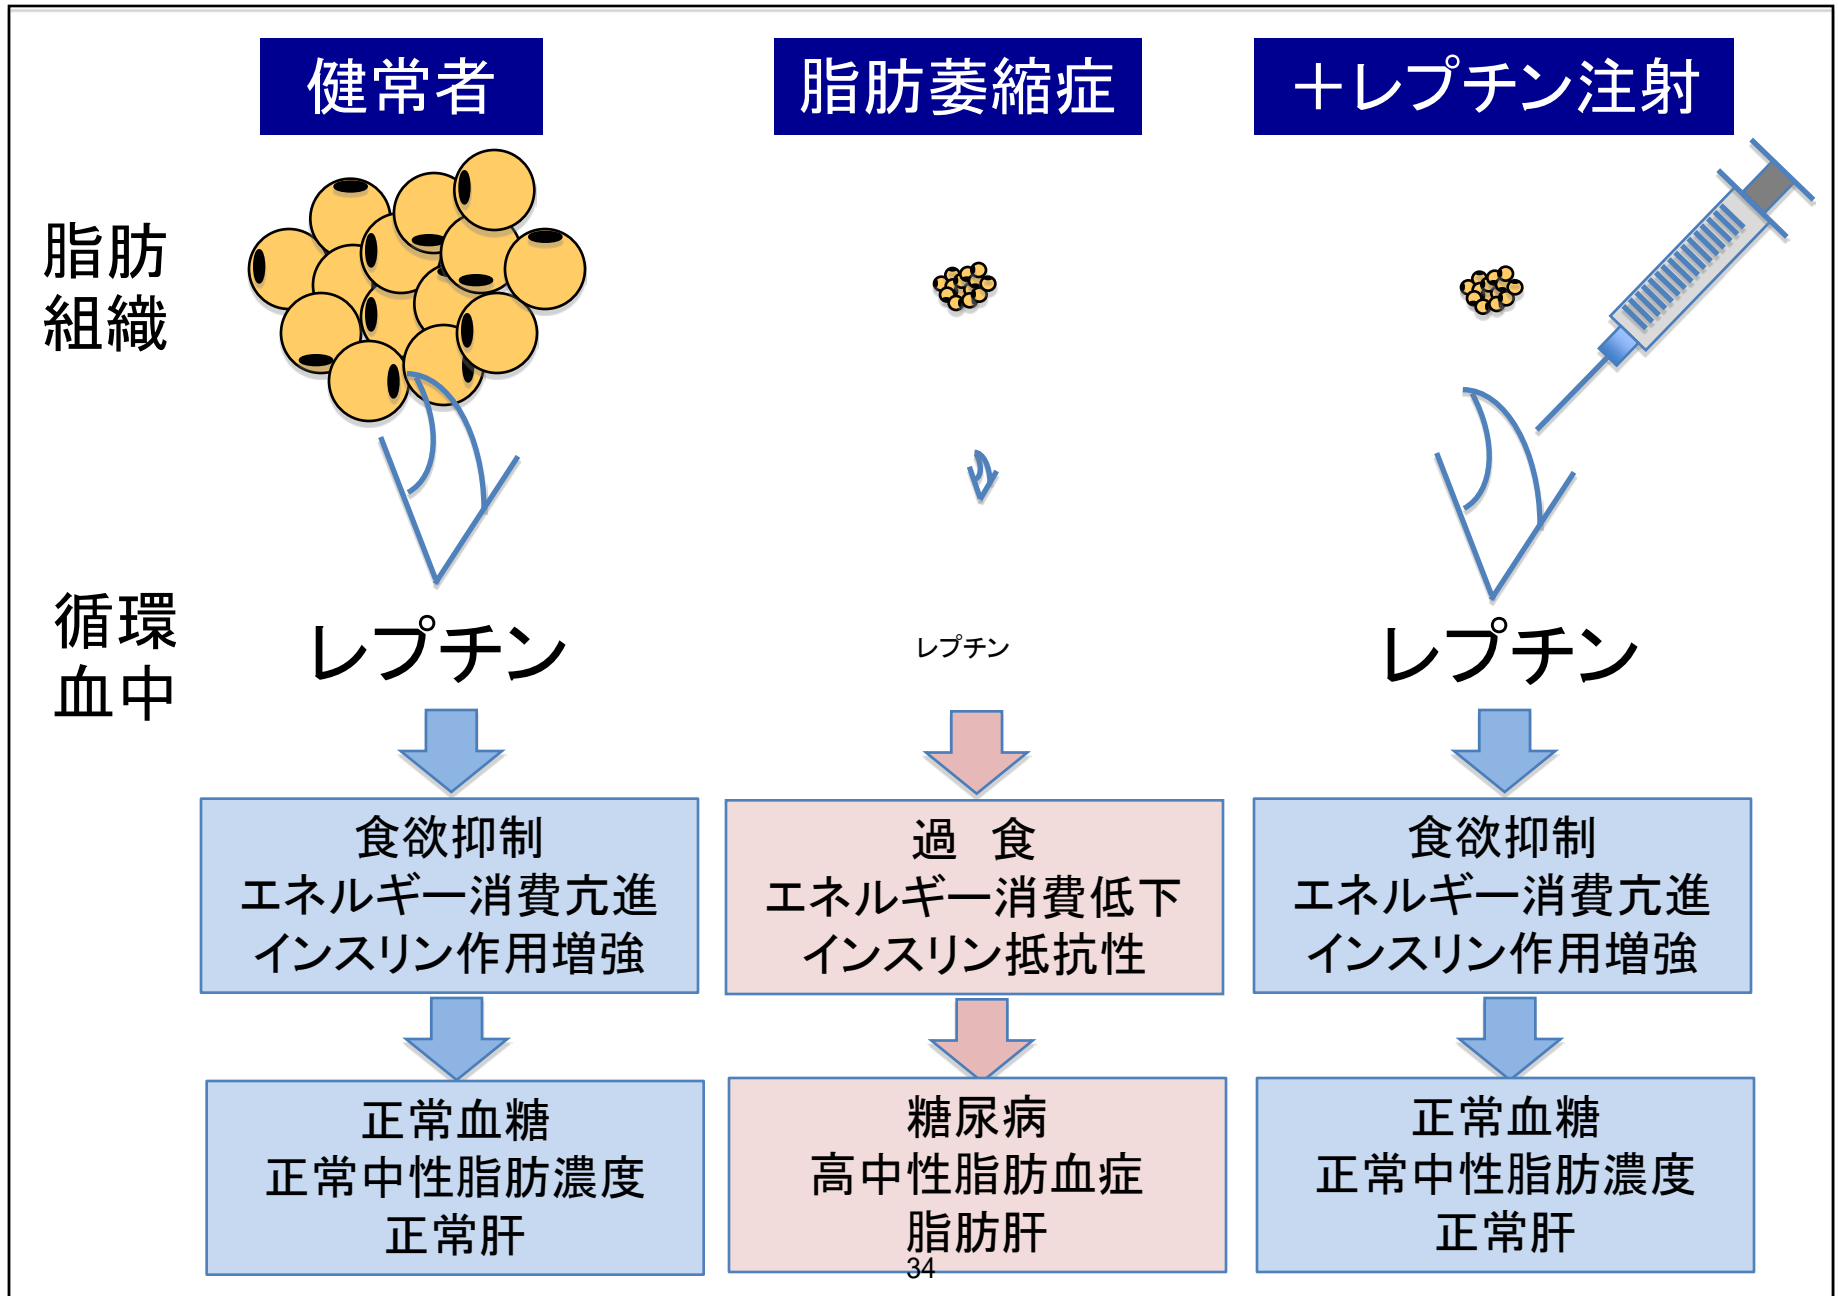 健常者
脂肪萎縮症
＋レプチン注射
脂肪
組織
循環
血中
レプチン
レプチン
レプチン
食欲抑制
エネルギー消費亢進
インスリン作用増強
過　食
エネルギー消費低下
インスリン抵抗性
食欲抑制
エネルギー消費亢進
インスリン作用増強
正常血糖
正常中性脂肪濃度
正常肝
糖尿病
高中性脂肪血症
脂肪肝
正常血糖
正常中性脂肪濃度
正常肝
34